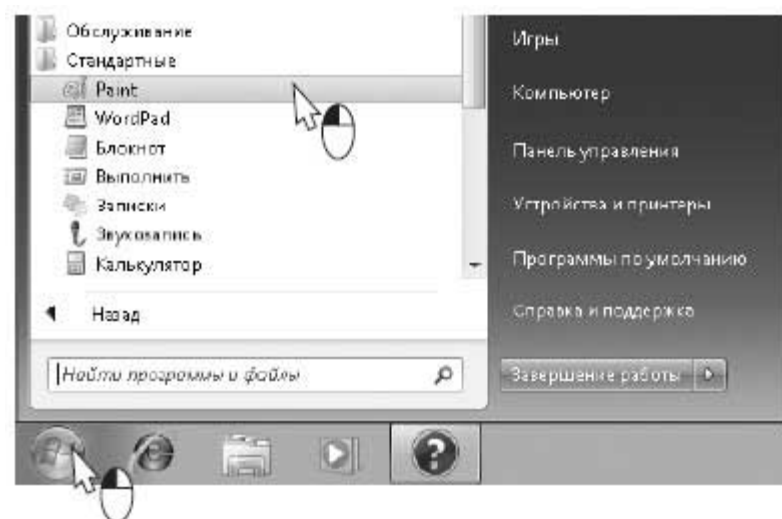 Обслуживание
Стандартные
Paint
WordPad
Блокнот
Выполнить
Записки
Звукозапись
Калькулятор
Назад
Найти программы и файлы
Игры
Компьютер
Панель управления
Устройства и принтеры
Программы по умолчанию
Справка и поддержка
Завершение работы